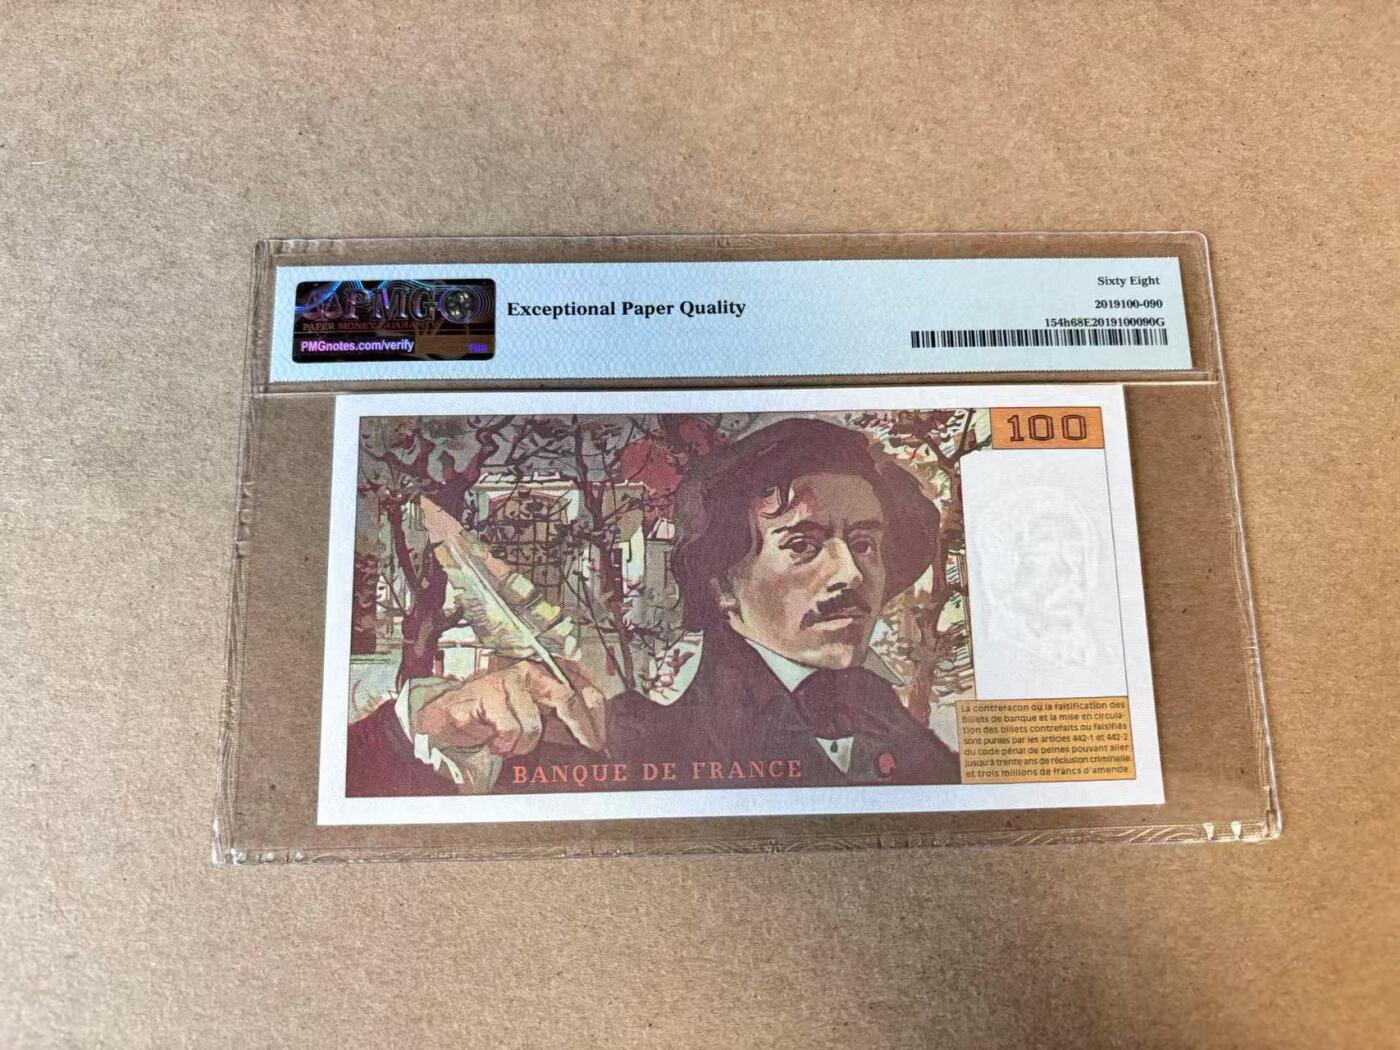 PMG
PAPER MONEY GUARANTY
PMGnotes.com/verify
PMG
Exceptional Paper Quality
Sixty Eight
2019100-090
154h68E2019100090G
100
La contrefaçon ou la falsification des
billets de banque et la mise en circula-
tion des billets contrefaits ou falsifiés
sont punies par les articles 442-1 et 442-2
du code pénal de peines pouvant aller
jusqu'à trente ans de réclusion criminelle
et trois millions de francs d'amende.
BANQUE DE FRANCE